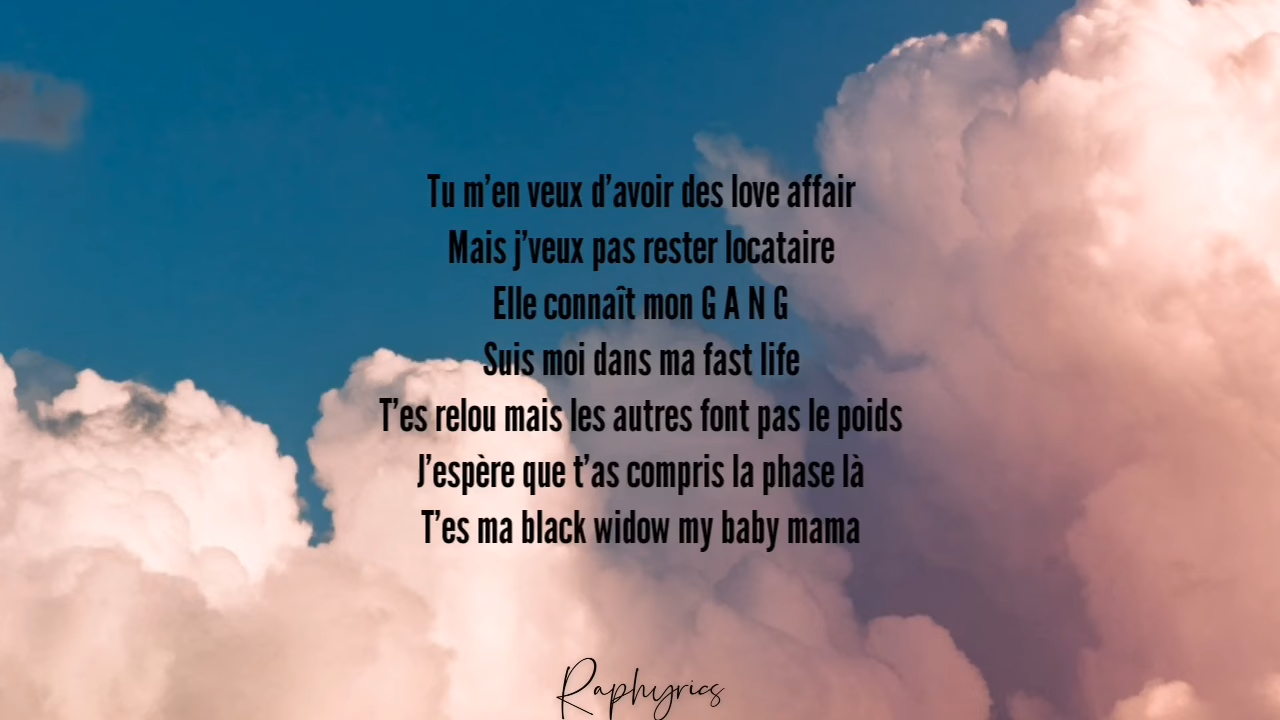 Tu m’en veux d’avoir des love affair
Mais j’veux pas rester locataire
Elle connaît mon G A N G
Suis moi dans ma fast life
T’es relou mais les autres font pas le poids
J’espère que t’as compris la phase là
T’es ma black widow my baby mama
Raphyrics